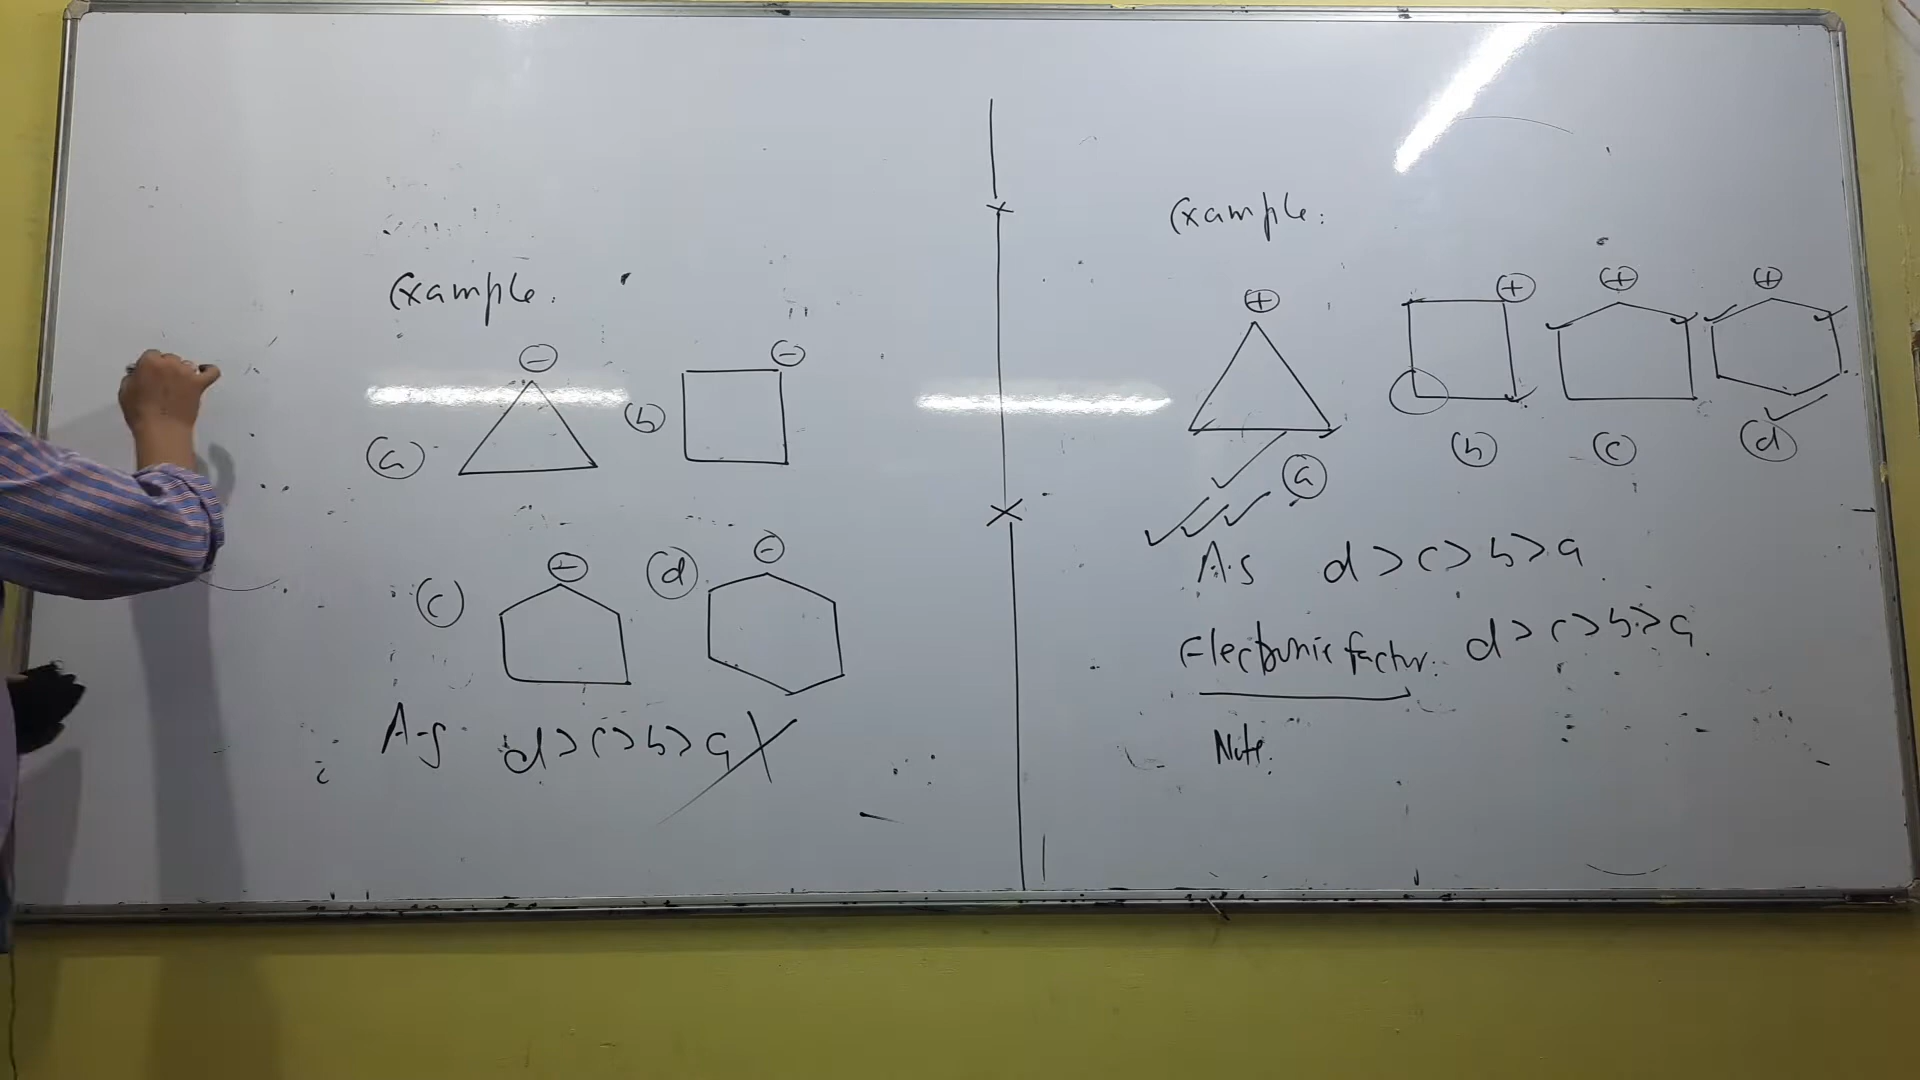 Example:
⊖
⊖
(a)
(b)
(c)
⊖
(d)
⊖
A.S d > c > b > a
Example:
⊕
⊕
⊕
⊕
(a)
(b)
(c)
(d)
A.S d > c > b > a
Electronic factor: d > c > b > a
Note: